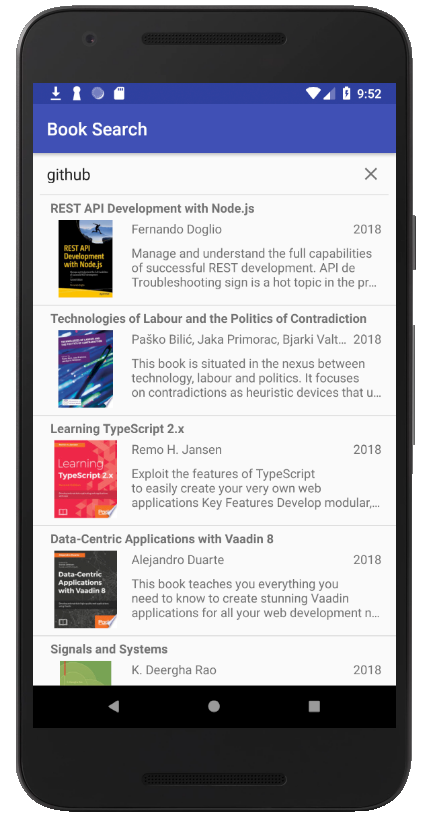 9:52
Book Search
github
REST API Development with Node.js
REST API
Development
with Node.js
Fernando Doglio 2018
Manage and understand the full capabilities
of successful REST development. API de
Troubleshooting sign is a hot topic in the pr...
Technologies of Labour and the Politics of Contradiction
Paško Bilić, Jaka Primorac, Bjarki Valt... 2018
This book is situated in the nexus between
technology, labour and politics. It focuses
on contradictions as heuristic devices that u...
Learning TypeScript 2.x
Learning
TypeScript 2.x
Remo H. Jansen 2018
Exploit the features of TypeScript
to easily create your very own web
applications Key Features Develop modular,...
Data-Centric Applications with Vaadin 8
Data-Centric
Applications
with Vaadin 8
Alejandro Duarte 2018
This book teaches you everything you
need to know to create stunning Vaadin
applications for all your web development n...
Signals and Systems
K. Deergha Rao 2018